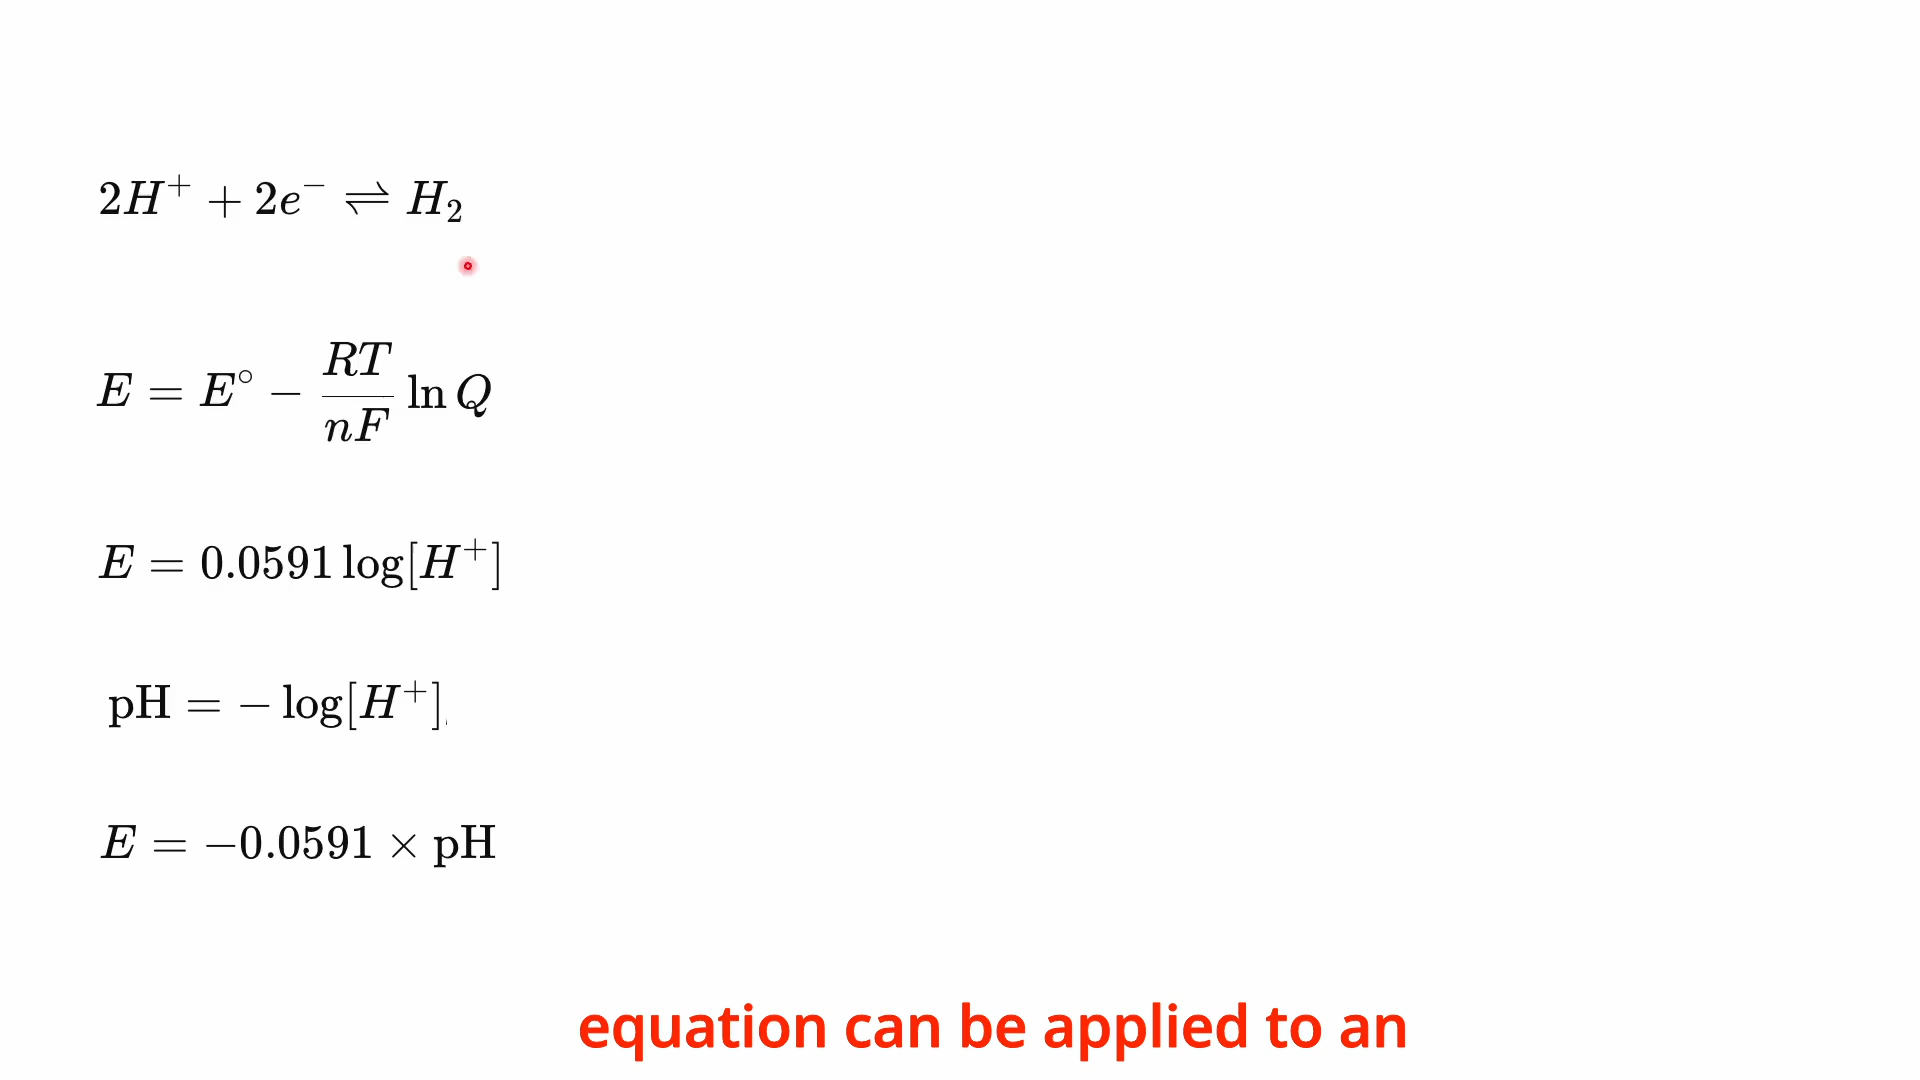 2H⁺ + 2e⁻ ⇌ H₂
E = E° − RT/nF ln Q
E = 0.0591 log[H⁺]
pH = − log[H⁺],
E = −0.0591 × pH
equation can be applied to an